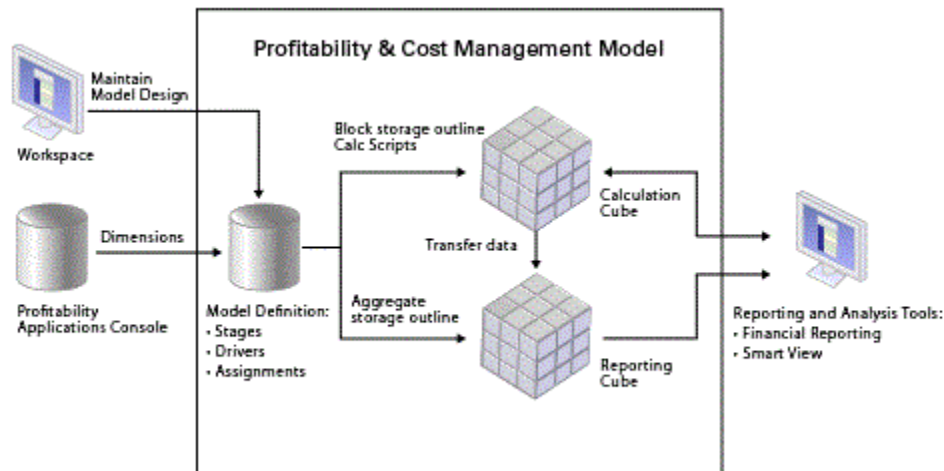 Profitability & Cost Management Model
Maintain
Model Design
Workspace
Block storage outline
Calc Scripts
Calculation
Cube
Dimensions
Transfer data
Profitability
Applications Console
Model Definition:
• Stages
• Drivers
• Assignments
Aggregate
storage outline
Reporting
Cube
Reporting and Analysis Tools:
• Financial Reporting
• Smart View